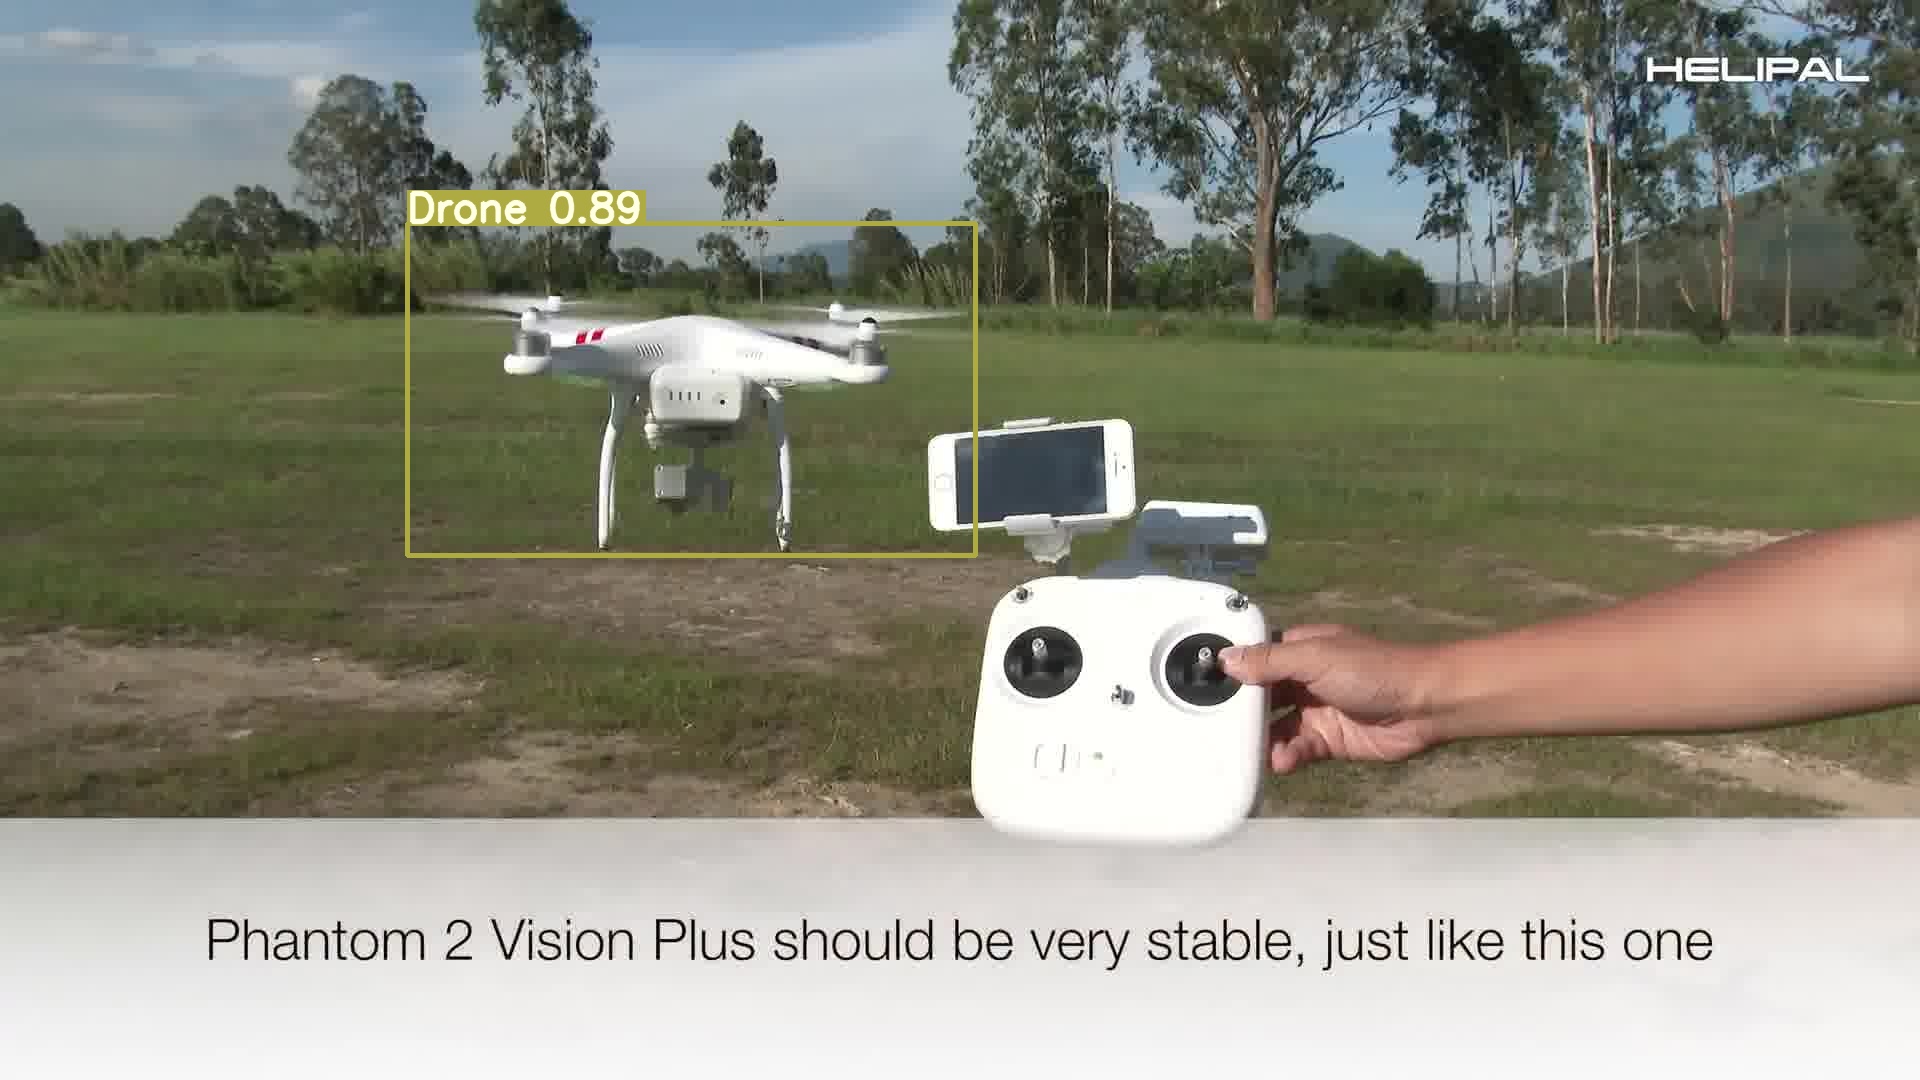 HELIPAL
Drone 0.89
Phantom 2 Vision Plus should be very stable, just like this one